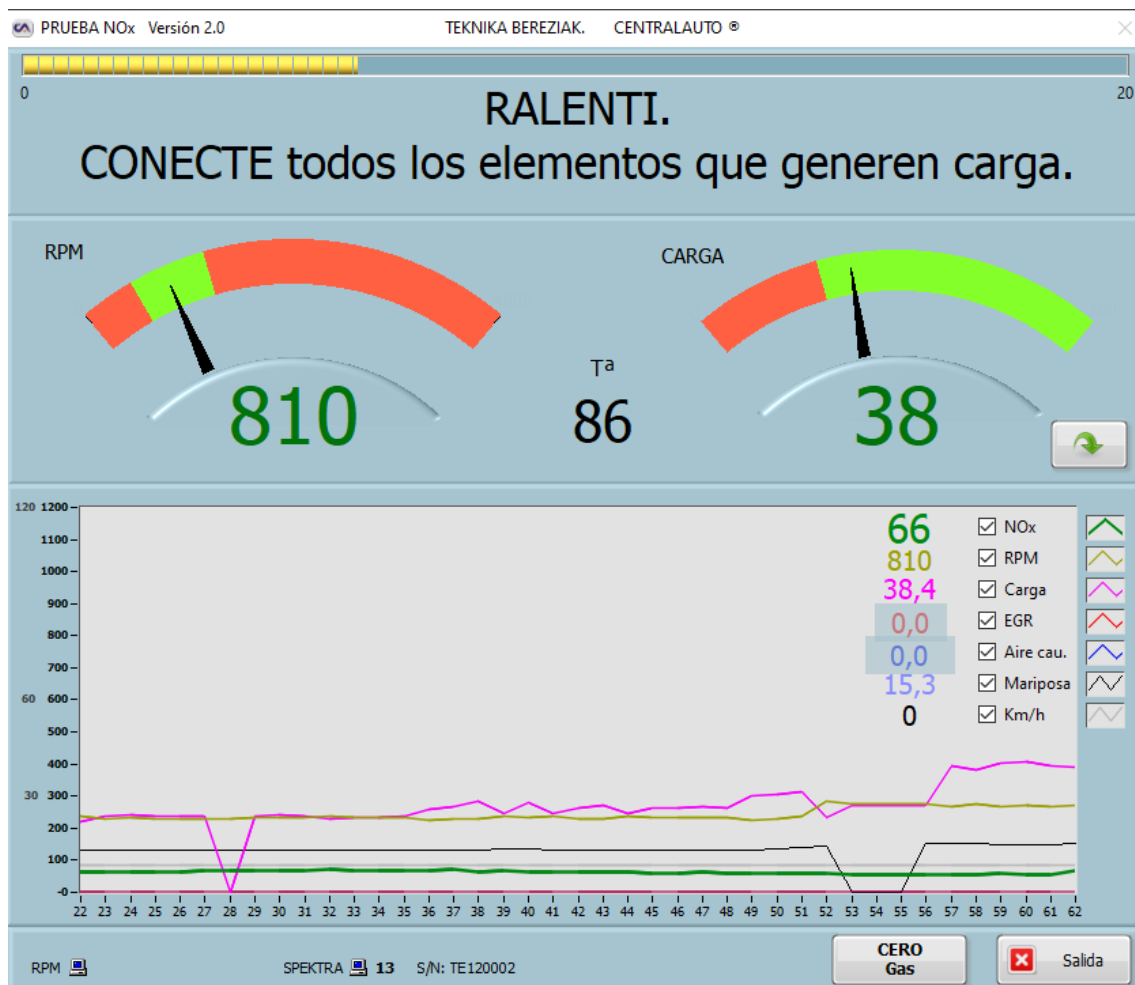 PRUEBA NOx Versión 2.0 TEKNIKA BEREZIAK. CENTRALAUTO ®
0 20
RALENTI.
CONECTE todos los elementos que generen carga.
RPM CARGA
Tª
810 86 38
120 1200
1100
1000
900
800
700
60 600
500
400
30 300
200
100
-0
66 NOx
810 RPM
38,4 Carga
0,0 EGR
0,0 Aire cau.
15,3 Mariposa
0 Km/h
22 23 24 25 26 27 28 29 30 31 32 33 34 35 36 37 38 39 40 41 42 43 44 45 46 47 48 49 50 51 52 53 54 55 56 57 58 59 60 61 62
CERO
Gas
RPM SPEKTRA 13 S/N: TE120002 Salida